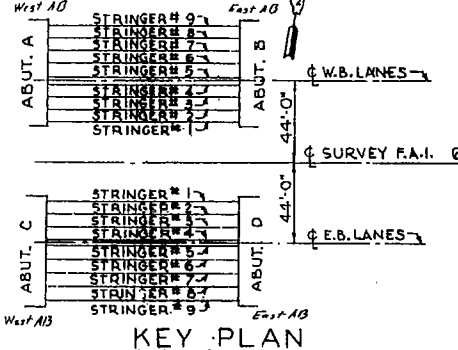 West AB
East AB
STRINGER # 9
STRINGER # 8
STRINGER # 7
STRINGER # 6
STRINGER # 5
STRINGER # 4
STRINGER # 3
STRINGER # 2
STRINGER # 1
ABUT. A
ABUT. B
℄ W.B. LANES
44'-0"
℄ SURVEY F.A.I.
44'-0"
℄ E.B. LANES
STRINGER # 1
STRINGER # 2
STRINGER # 3
STRINGER # 4
STRINGER # 5
STRINGER # 6
STRINGER # 7
STRINGER # 8
STRINGER # 9
ABUT. C
ABUT. D
West AB
East AB
KEY PLAN